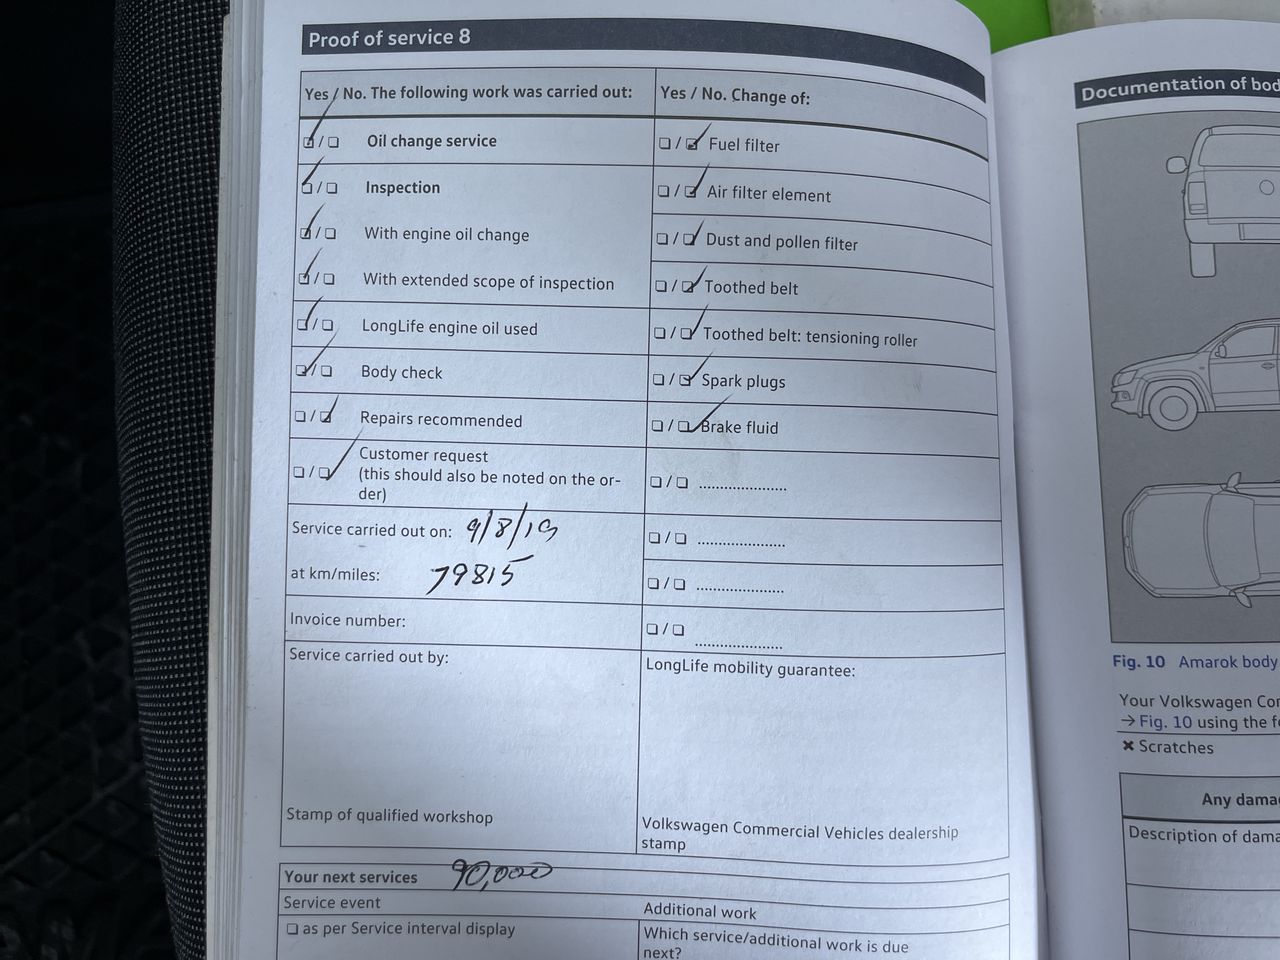 Proof of service 8
Yes / No. The following work was carried out:
☑ / ☐ Oil change service
☑ / ☐ Inspection
☑ / ☐ With engine oil change
☑ / ☐ With extended scope of inspection
☑ / ☐ LongLife engine oil used
☑ / ☐ Body check
☐ / ☑ Repairs recommended
☐ / ☑ Customer request
(this should also be noted on the or-
der)
Service carried out on: 9/8/19
at km/miles: 79815
Invoice number:
Service carried out by:
Stamp of qualified workshop
Yes / No. Change of:
☐ / ☑ Fuel filter
☐ / ☑ Air filter element
☐ / ☑ Dust and pollen filter
☐ / ☑ Toothed belt
☐ / ☑ Toothed belt: tensioning roller
☐ / ☑ Spark plugs
☐ / ☑ Brake fluid
☐ / ☐ .....................
☐ / ☐ .....................
☐ / ☐ .....................
☐ / ☐ .....................
LongLife mobility guarantee:
Volkswagen Commercial Vehicles dealership
stamp
Your next services 90,000
Service event
☐ as per Service interval display
Additional work
Which service/additional work is due
next?
Documentation of bod
Fig. 10 Amarok body
Your Volkswagen Co
→ Fig. 10 using the f
✖ Scratches
Any dama
Description of dama